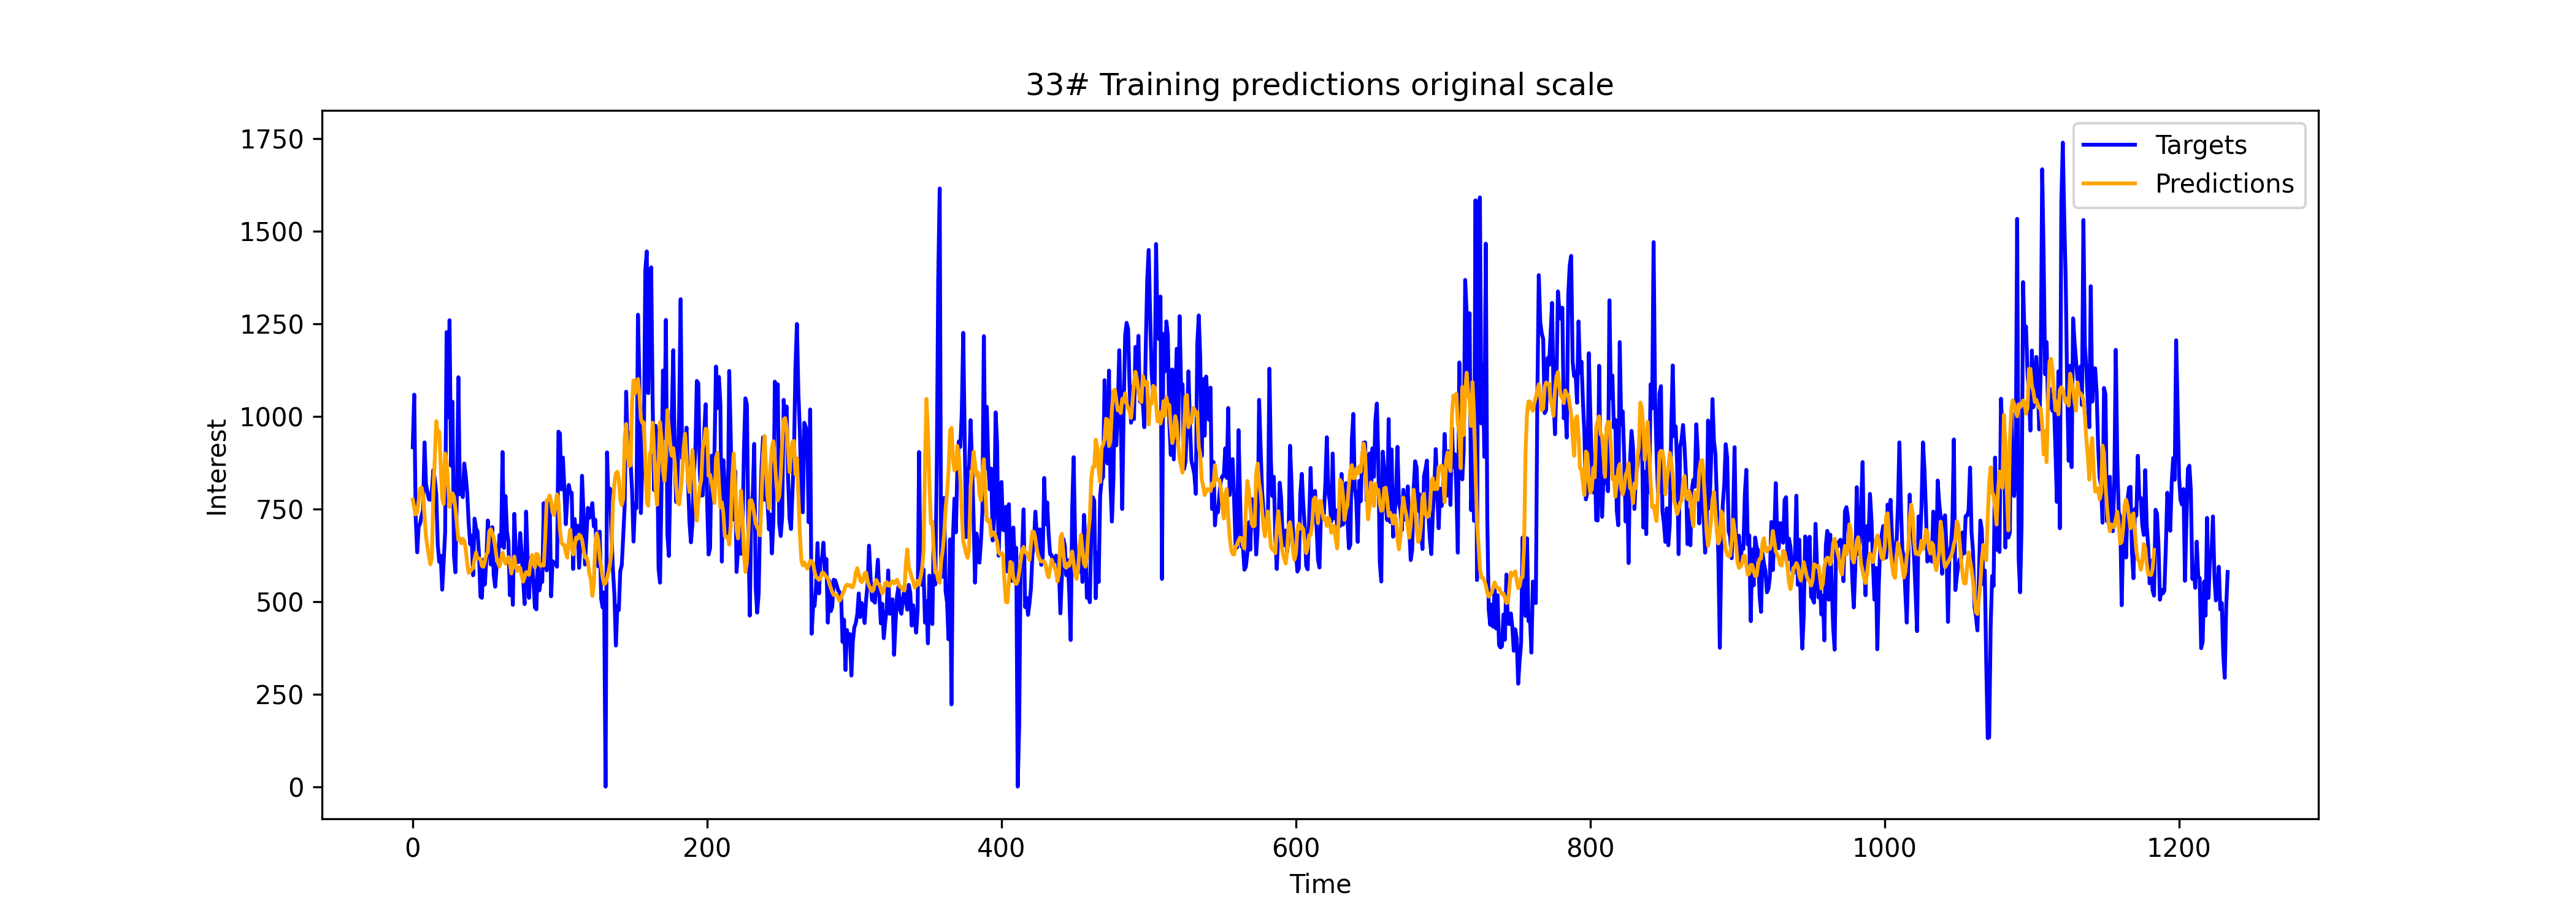 33# Training predictions original scale
Targets
Predictions
1750
1500
1250
1000
750
500
250
0
Interest
0 200 400 600 800 1000 1200
Time